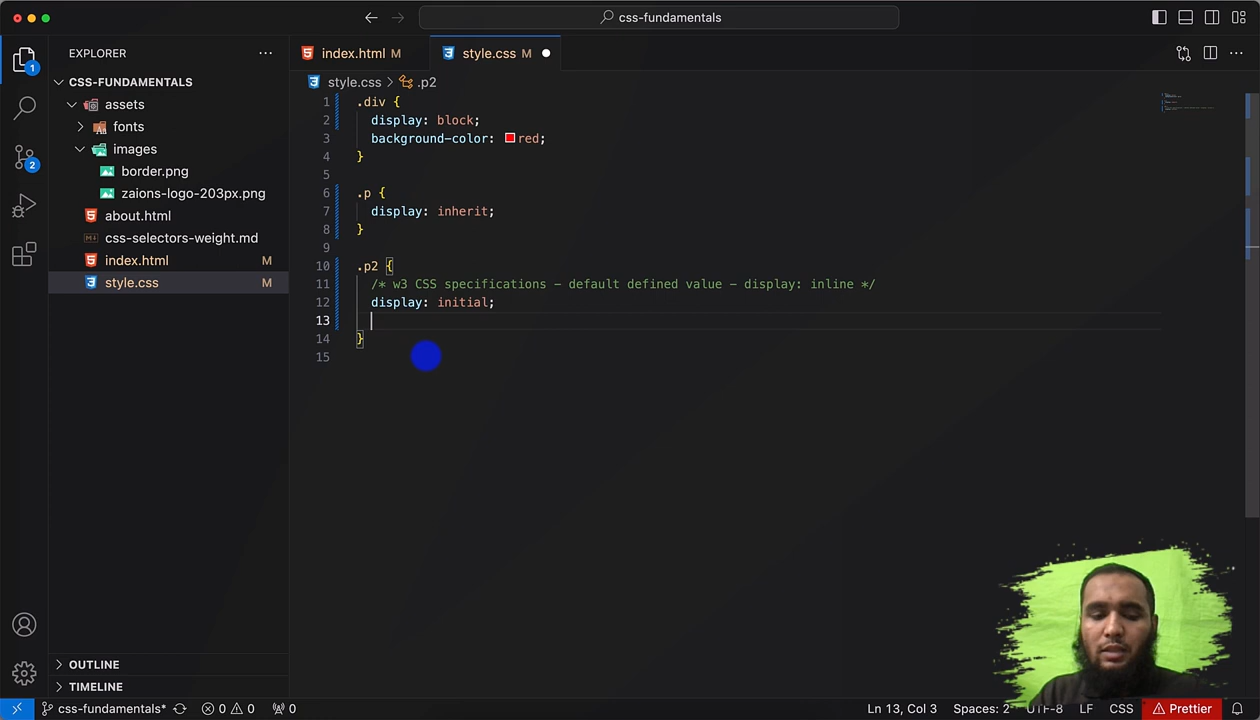 css-fundamentals
EXPLORER
CSS-FUNDAMENTALS
assets
fonts
images
border.png
zaions-logo-203px.png
about.html
css-selectors-weight.md
index.html M
style.css M
OUTLINE
TIMELINE
1
2
index.html M
style.css M
style.css > .p2
1 .div {
2 display: block;
3 background-color: red;
4 }
5
6 .p {
7 display: inherit;
8 }
9
10 .p2 {
11 /* w3 CSS specifications - default defined value - display: inline */
12 display: initial;
13
14 }
15
css-fundamentals* 0 0 0 Ln 13, Col 3 Spaces: 2 UTF-8 LF CSS Prettier